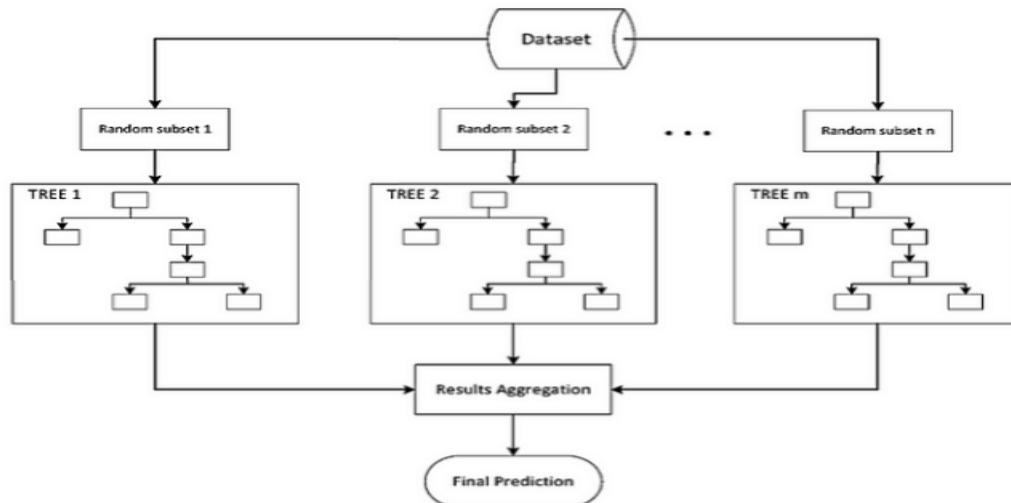 Dataset
Random subset 1
Random subset 2
. . .
Random subset n
TREE 1
TREE 2
TREE m
Results Aggregation
Final Prediction